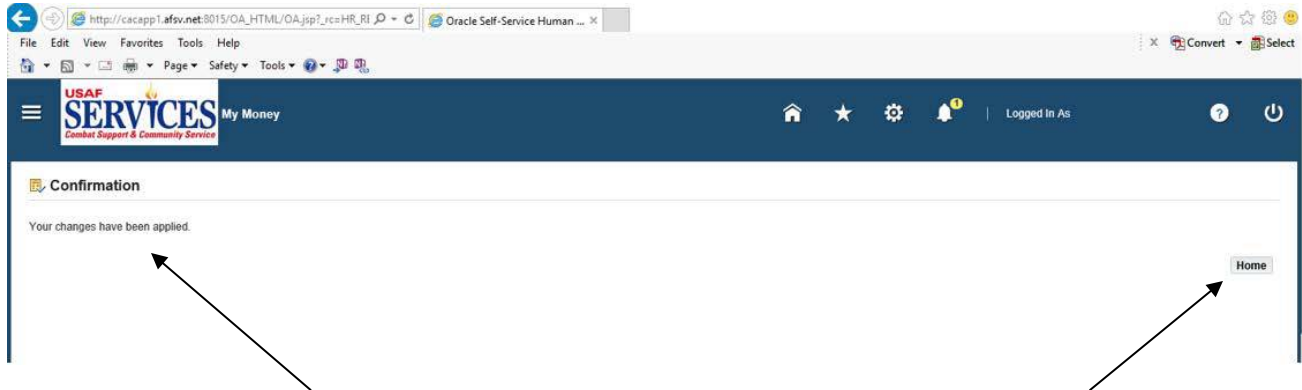 http://cacapp1.afsv.net:8015/OA_HTML/OA.jsp?_rc=HR_RI
Oracle Self-Service Human ...
File Edit View Favorites Tools Help
X Convert Select
Page Safety Tools
USAF
SERVICES
Combat Support & Community Service
My Money
1
Logged In As
?
Confirmation
Your changes have been applied.
Home